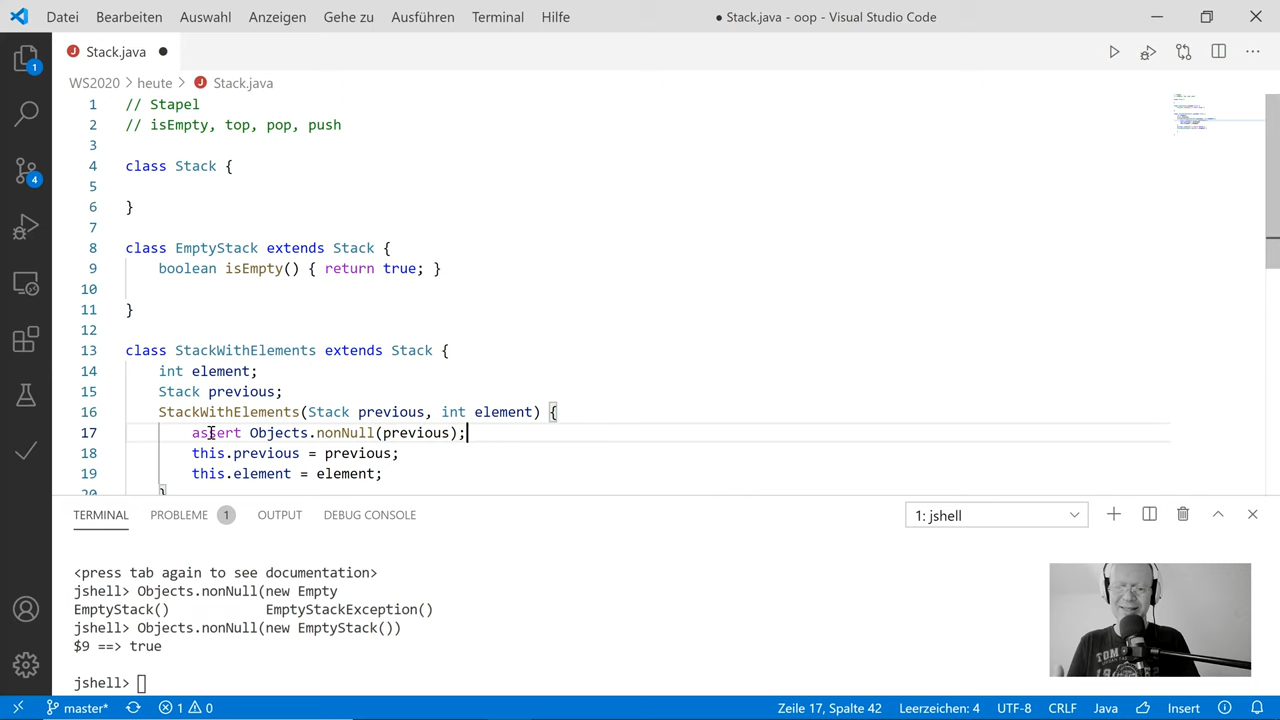 Datei Bearbeiten Auswahl Anzeigen Gehe zu Ausführen Terminal Hilfe ● Stack.java - oop - Visual Studio Code
Stack.java ●
WS2020 > heute > Stack.java
1 // Stapel
2 // isEmpty, top, pop, push
3
4 class Stack {
5
6 }
7
8 class EmptyStack extends Stack {
9 boolean isEmpty() { return true; }
10
11 }
12
13 class StackWithElements extends Stack {
14 int element;
15 Stack previous;
16 StackWithElements(Stack previous, int element) {
17 assert Objects.nonNull(previous);
18 this.previous = previous;
19 this.element = element;
20 }
1
4
TERMINAL PROBLEME 1 OUTPUT DEBUG CONSOLE 1: jshell
<press tab again to see documentation>
jshell> Objects.nonNull(new Empty
EmptyStack() EmptyStackException()
jshell> Objects.nonNull(new EmptyStack())
$9 ==> true
jshell>
master* 1 0 Zeile 17, Spalte 42 Leerzeichen: 4 UTF-8 CRLF Java Insert